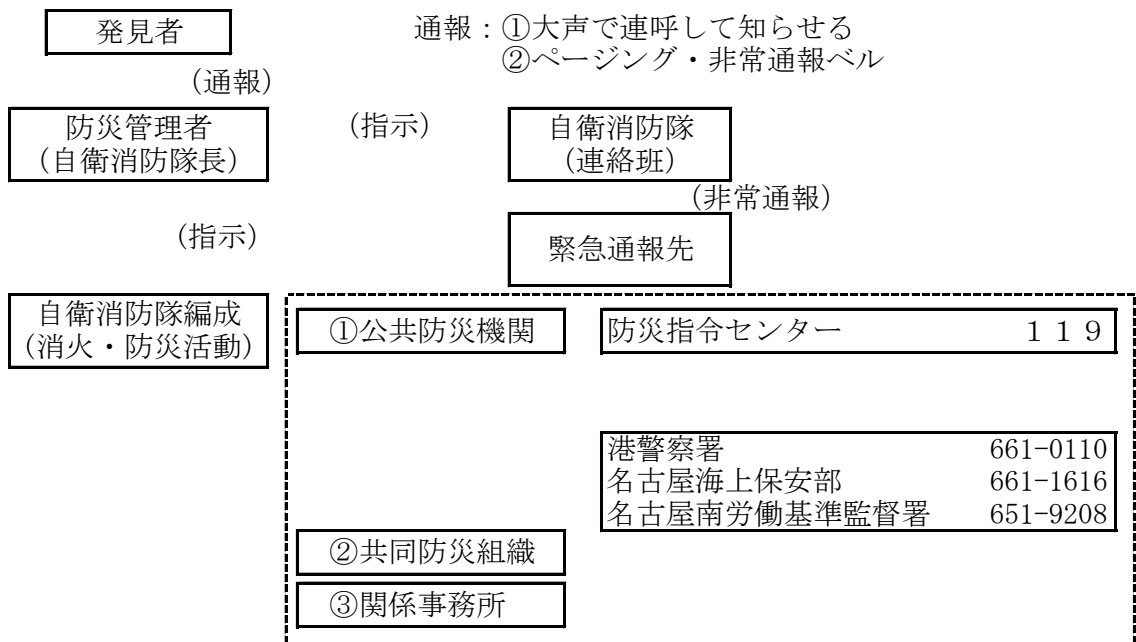 発見者
通報：①大声で連呼して知らせる
②ページング・非常通報ベル
(通報)
防災管理者
(自衛消防隊長)
(指示)
自衛消防隊
(連絡班)
(非常通報)
(指示)
緊急通報先
自衛消防隊編成
(消火・防災活動)
①公共防災機関
防災指令センター １１９
港警察署 661-0110
名古屋海上保安部 661-1616
名古屋南労働基準監督署 651-9208
②共同防災組織
③関係事務所